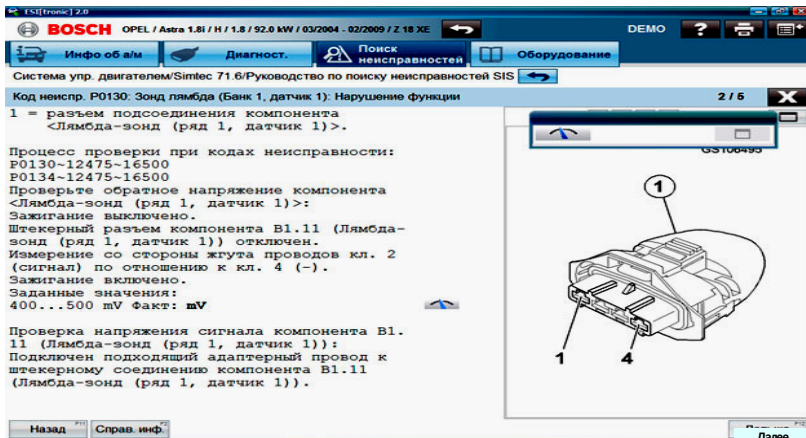 ESI[tronic] 2.0
BOSCH OPEL / Astra 1.8i / H / 1.8 / 92.0 kW / 03/2004 - 02/2009 / Z 18 XE DEMO ?
Инфо об а/м Диагност. Поиск неисправностей Оборудование
Система упр. двигателем/Simtec 71.6/Руководство по поиску неисправностей SIS
Код неиспр. P0130: Зонд лямбда (Банк 1, датчик 1): Нарушение функции 2 / 5 X
1 = разъем подсоединения компонента
<Лямбда-зонд (ряд 1, датчик 1)>.
Процесс проверки при кодах неисправности:
P0130~12475~16500
P0134~12475~16500
Проверьте обратное напряжение компонента
<Лямбда-зонд (ряд 1, датчик 1)>:
Зажигание выключено.
Штекерный разъем компонента B1.11 (Лямбда-
зонд (ряд 1, датчик 1)) отключен.
Измерение со стороны жгута проводов кл. 2
(сигнал) по отношению к кл. 4 (-).
Зажигание включено.
Заданные значения:
400...500 mV Факт: mV
Проверка напряжения сигнала компонента B1.
11 (Лямбда-зонд (ряд 1, датчик 1)):
Подключен подходящий адаптерный провод к
штекерному соединению компонента B1.11
(Лямбда-зонд (ряд 1, датчик 1)).
1
1 4
Назад F11 Справ. инф. F2
F12
Далее